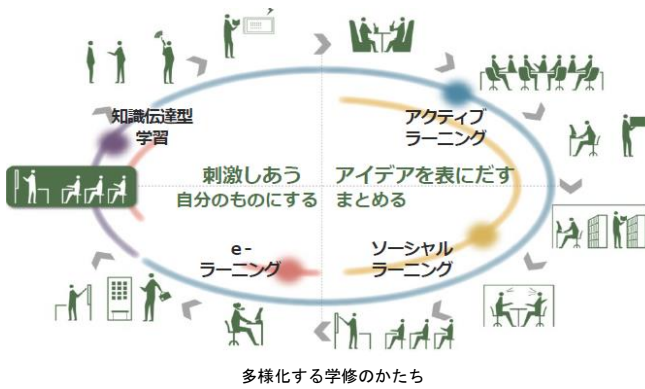 知識伝達型
学習
アクティブ
ラーニング
刺激しあう
自分のものにする
アイデアを表にだす
まとめる
e-
ラーニング
ソーシャル
ラーニング
多様化する学修のかたち